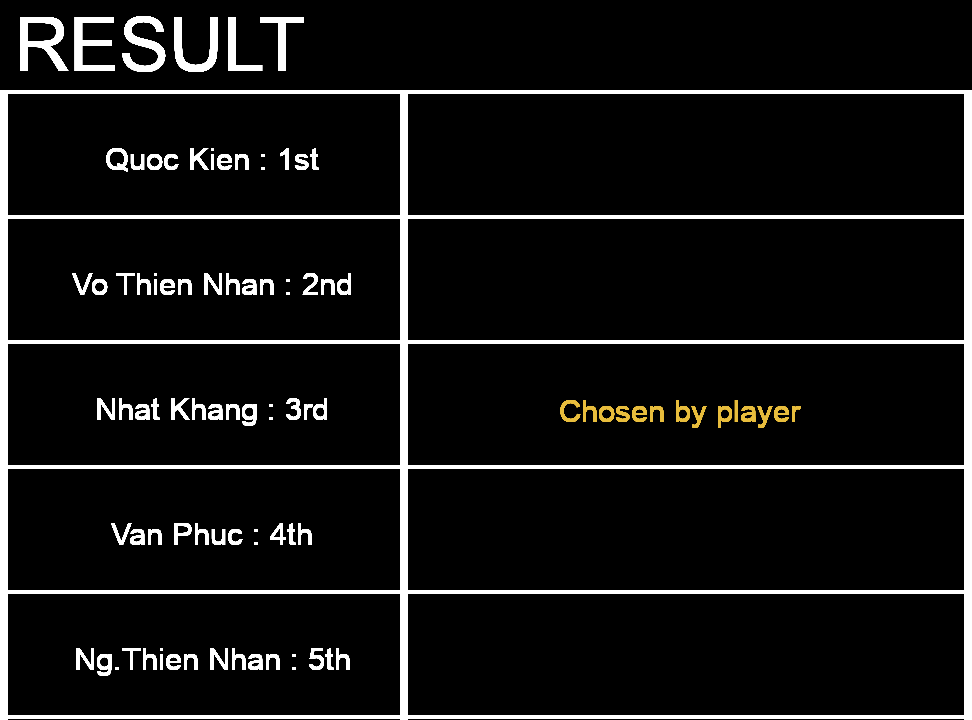 RESULT
Quoc Kien : 1st
Vo Thien Nhan : 2nd
Nhat Khang : 3rd
Chosen by player
Van Phuc : 4th
Ng.Thien Nhan : 5th